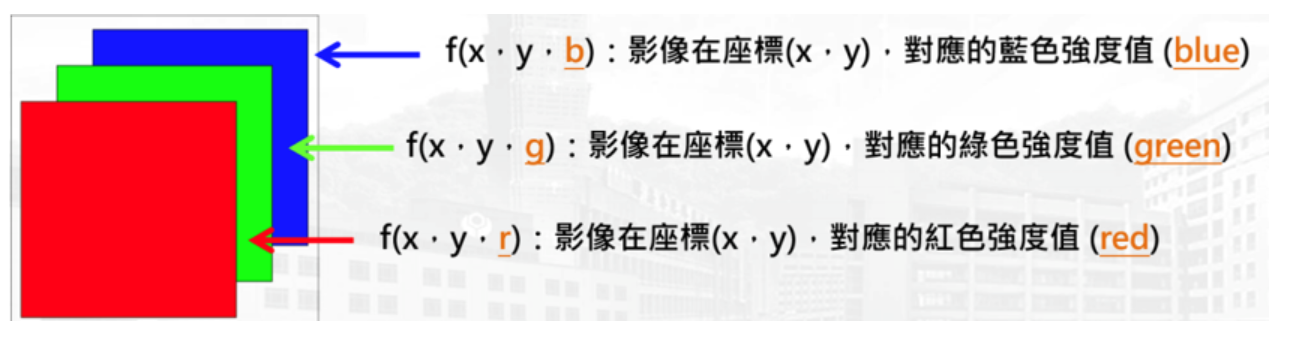 f(x，y，b)：影像在座標(x，y)，對應的藍色強度值 (blue)
f(x，y，g)：影像在座標(x，y)，對應的綠色強度值 (green)
f(x，y，r)：影像在座標(x，y)，對應的紅色強度值 (red)